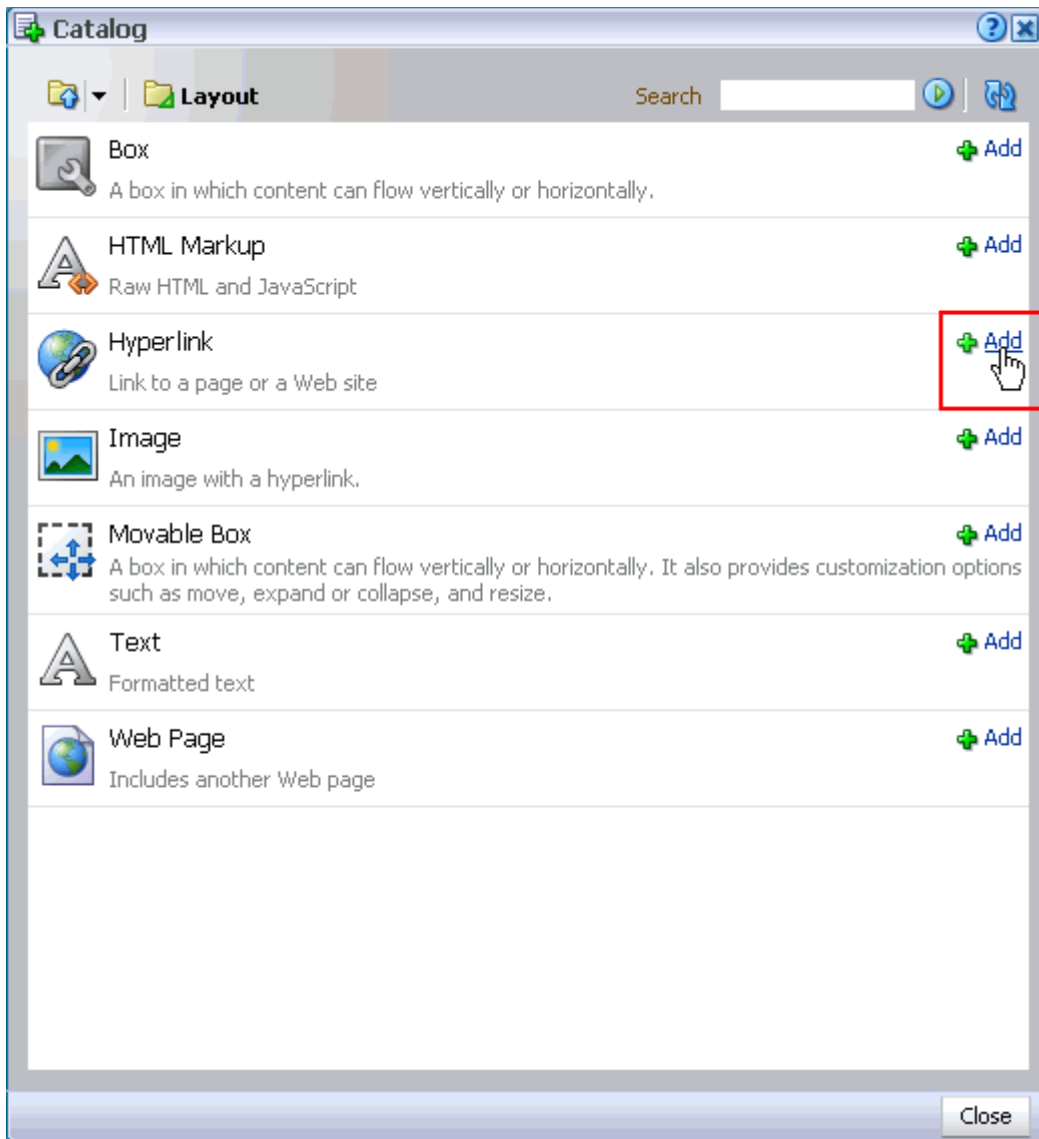 Catalog
Layout Search
Box Add
A box in which content can flow vertically or horizontally.
HTML Markup Add
Raw HTML and JavaScript
Hyperlink Add
Link to a page or a Web site
Image Add
An image with a hyperlink.
Movable Box Add
A box in which content can flow vertically or horizontally. It also provides customization options
such as move, expand or collapse, and resize.
Text Add
Formatted text
Web Page Add
Includes another Web page
Close